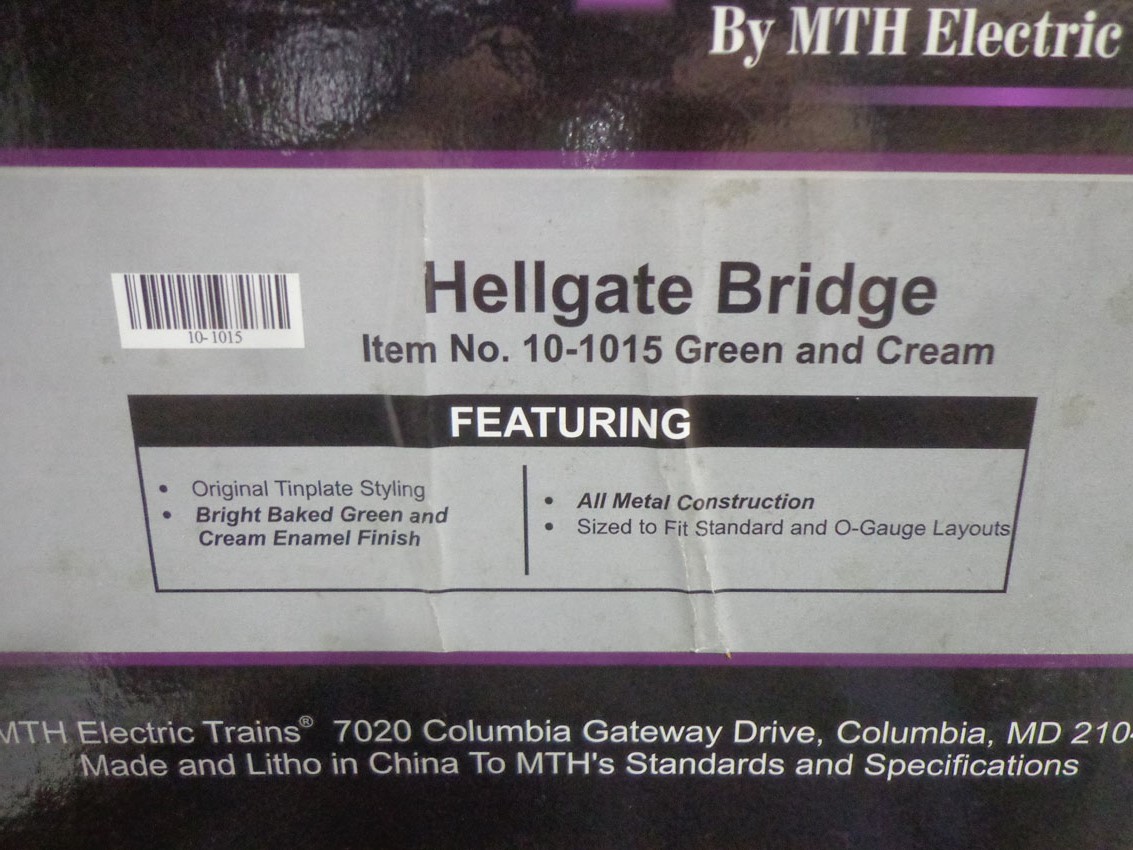 By MTH Electric
Hellgate Bridge
10-1015
Item No. 10-1015 Green and Cream
FEATURING
• Original Tinplate Styling
• Bright Baked Green and
Cream Enamel Finish
• All Metal Construction
• Sized to Fit Standard and O-Gauge Layouts
MTH Electric Trains® 7020 Columbia Gateway Drive, Columbia, MD
Made and Litho in China To MTH's Standards and Specifications